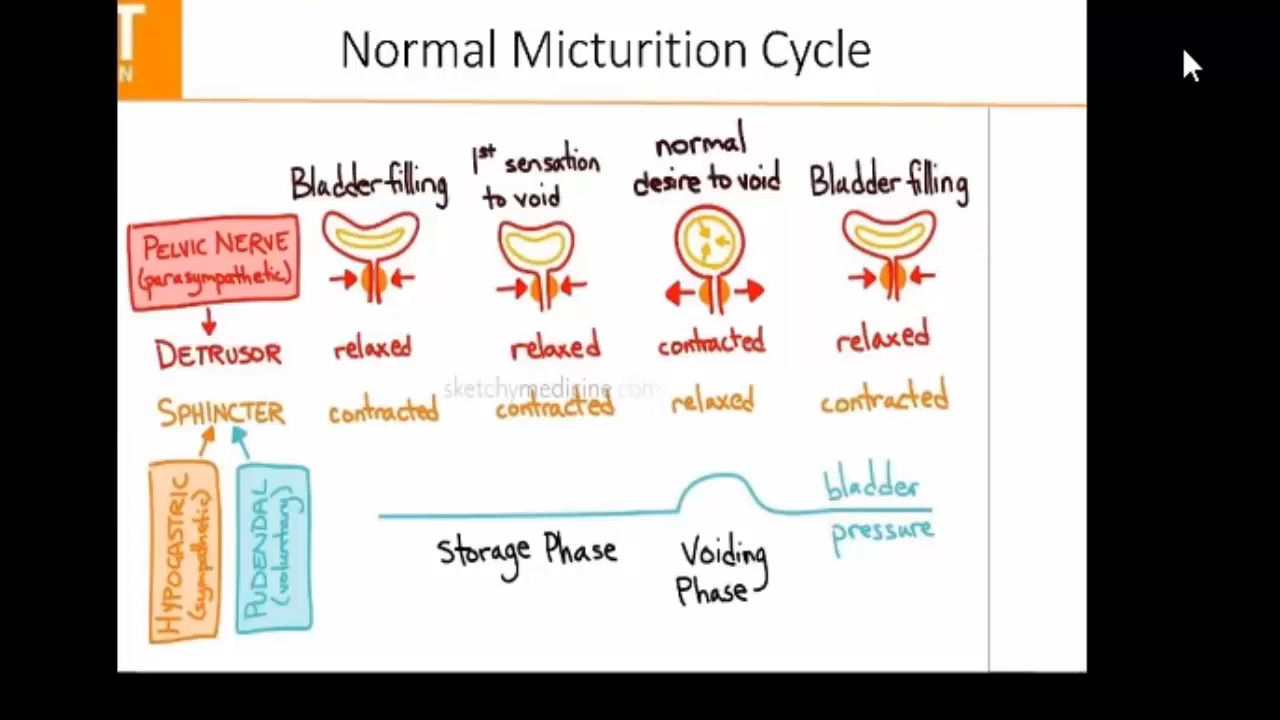 T
N
Normal Micturition Cycle
Bladder filling
1st sensation
to void
normal
desire to void
Bladder filling
PELVIC NERVE
(parasympathetic)
DETRUSOR
relaxed
relaxed
contracted
relaxed
sketchymedicine.com
SPHINCTER
contracted
contracted
relaxed
contracted
HYPOGASTRIC
(sympathetic)
PUDENDAL
(voluntary)
bladder
pressure
Storage Phase
Voiding
Phase